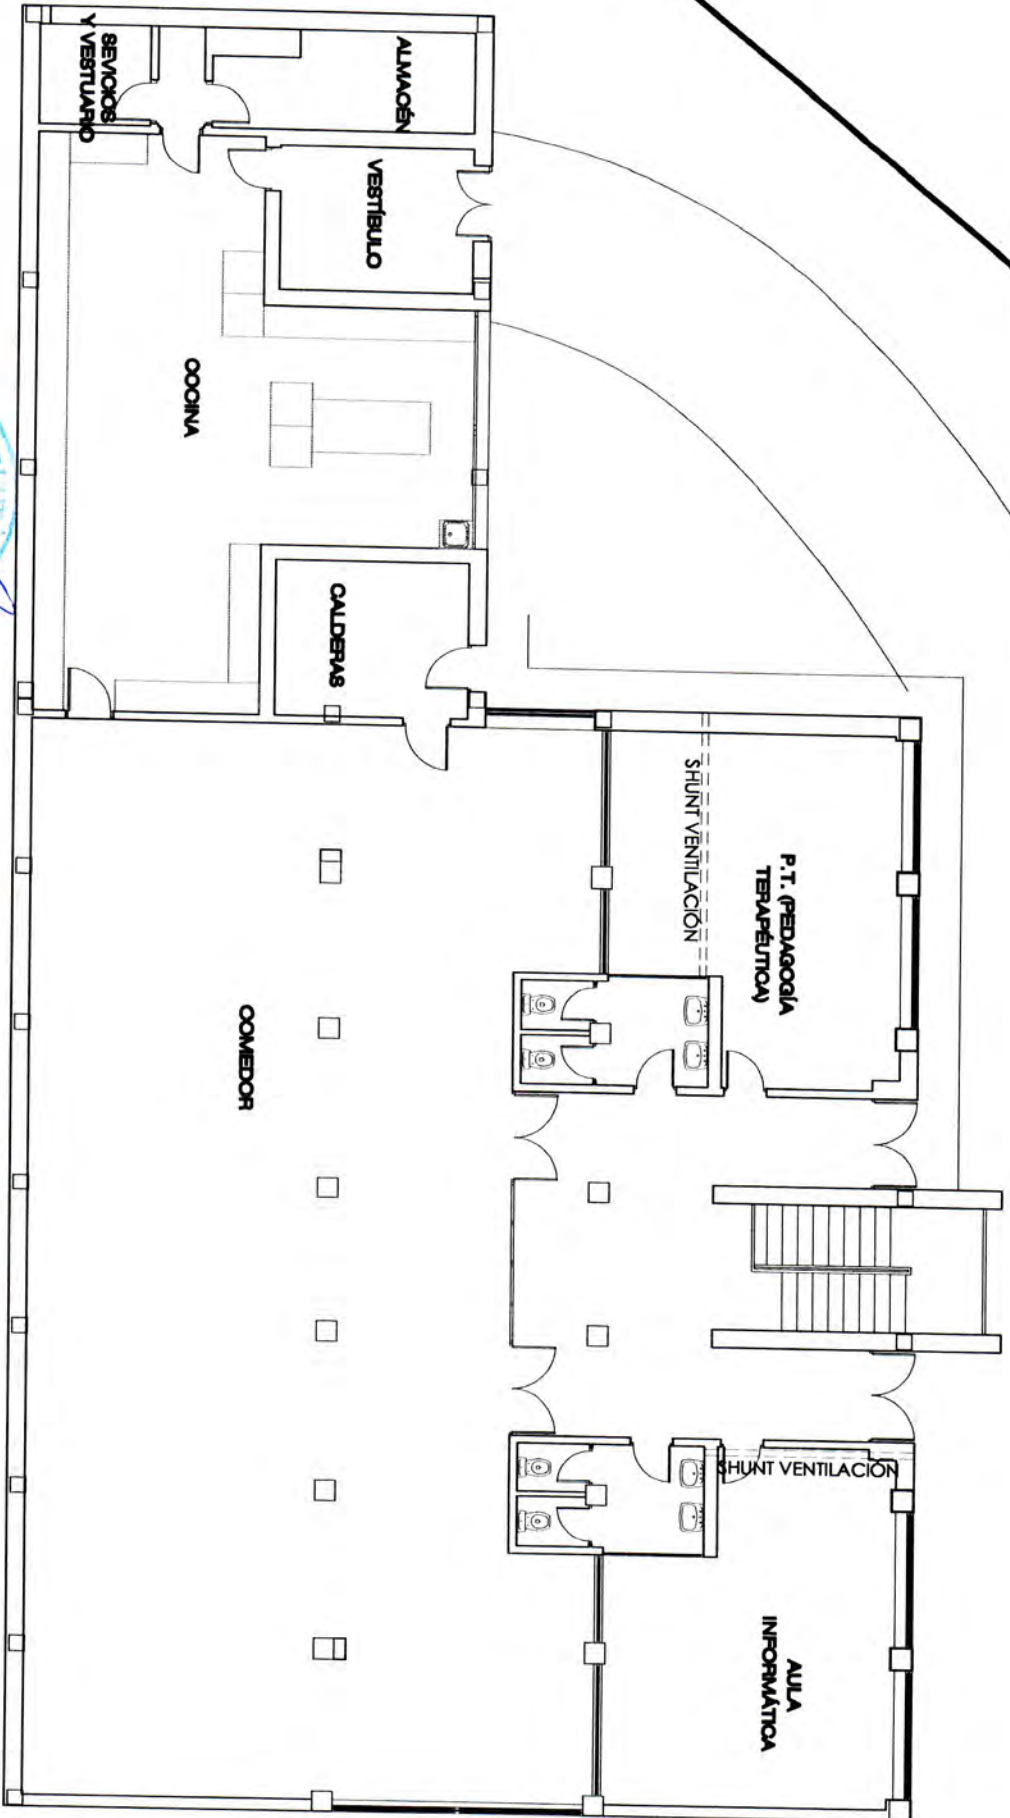 SEVICIOS
Y VESTUARIO
ALMACÉN
VESTÍBULO
COCINA
CALDERAS
SHUNT VENTILACIÓN
P.T. (PEDAGOGÍA
TERAPÉUTICA)
COMEDOR
SHUNT VENTILACIÓN
AULA
INFORMÁTICA